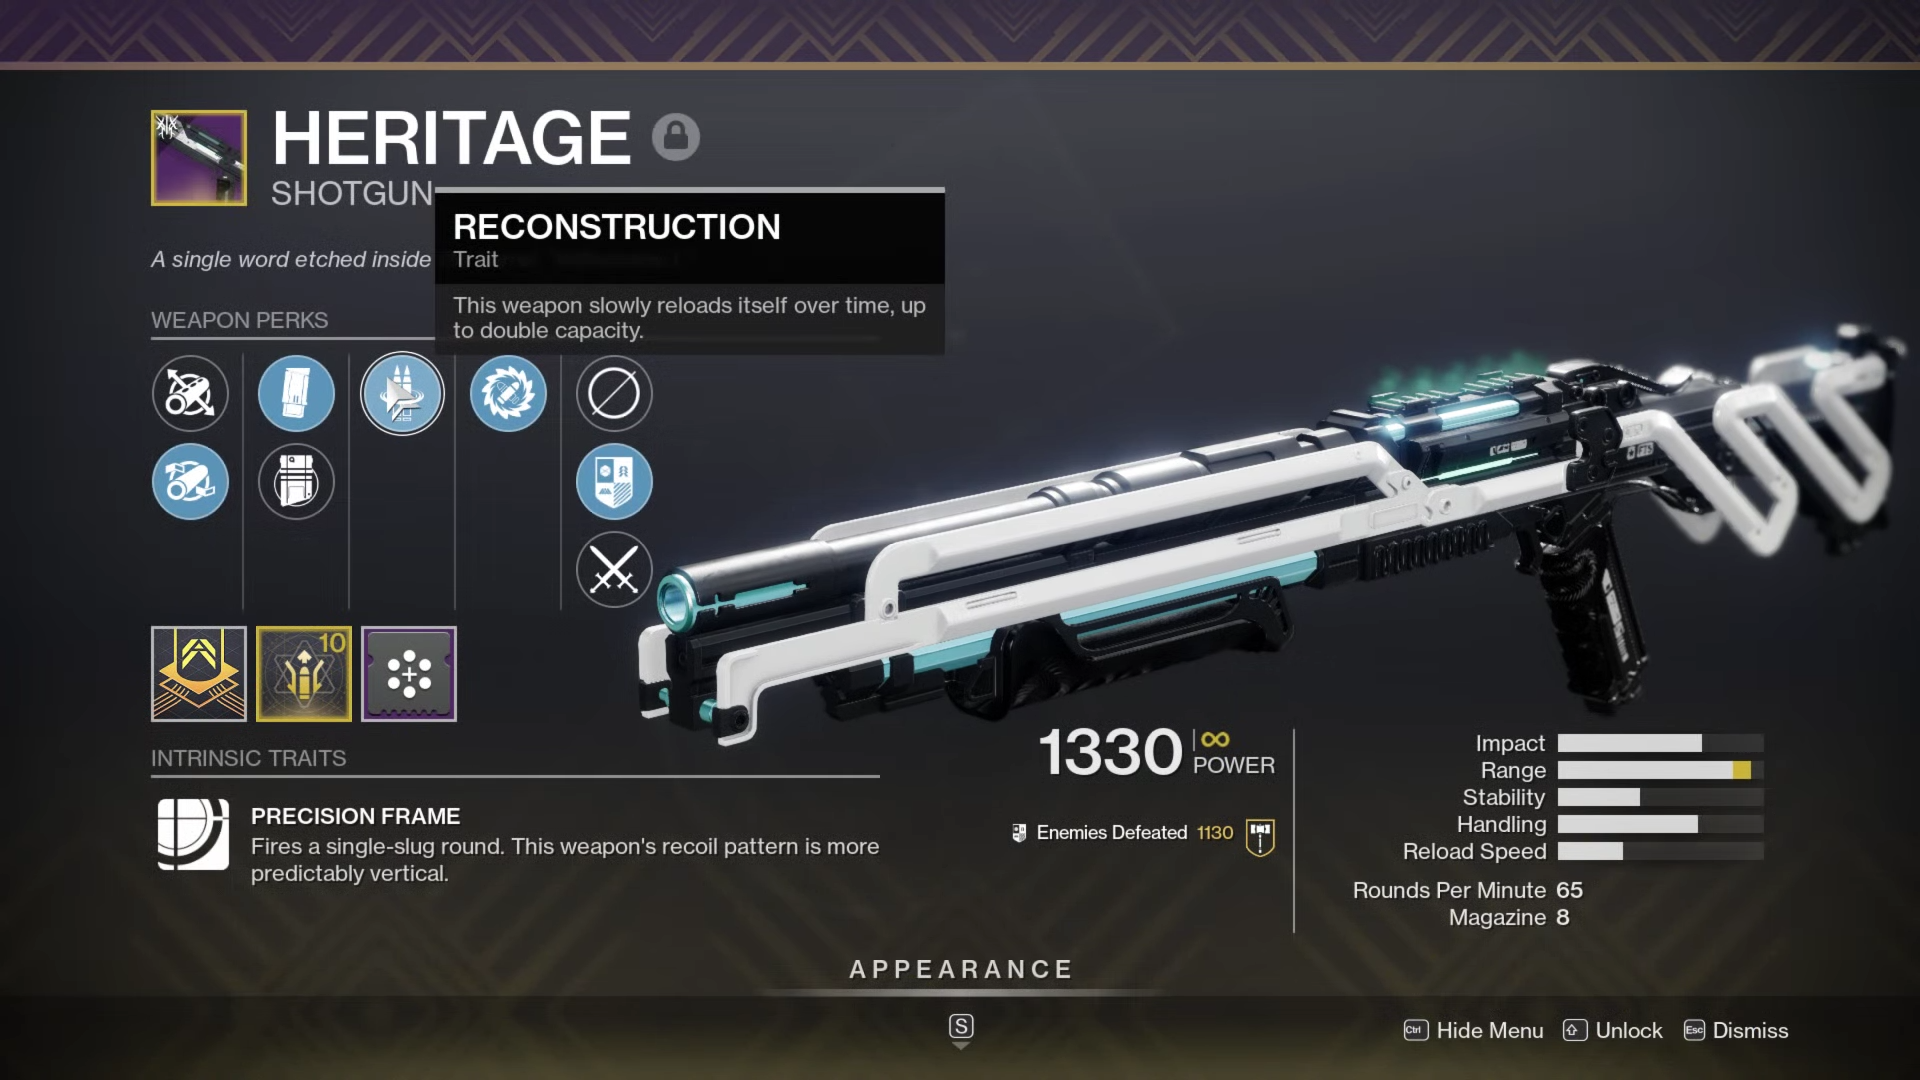 HERITAGE
SHOTGUN
A single word etched inside
RECONSTRUCTION
Trait
This weapon slowly reloads itself over time, up
to double capacity.
WEAPON PERKS
10
INTRINSIC TRAITS
PRECISION FRAME
Fires a single-slug round. This weapon's recoil pattern is more
predictably vertical.
1330
POWER
Enemies Defeated 1130
Impact
Range
Stability
Handling
Reload Speed
Rounds Per Minute 65
Magazine 8
APPEARANCE
S
Ctrl Hide Menu
Unlock
Esc Dismiss